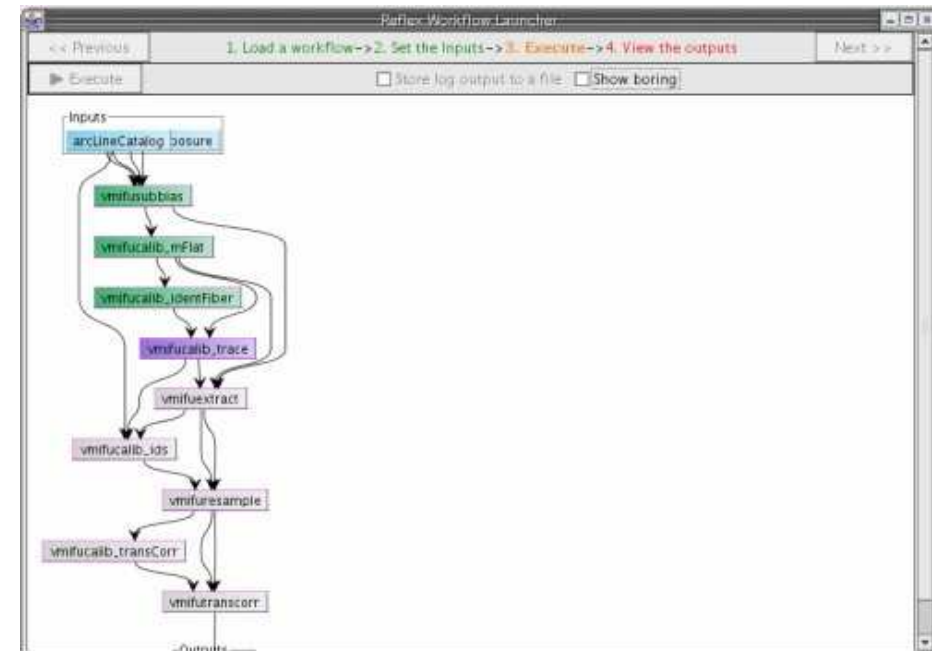 Reflex Workflow Launcher
<< Previous 1. Load a workflow->2. Set the Inputs->3. Execute->4. View the outputs Next >>
Execute Store log output to a file Show boring
Inputs
arcLineCatalog posure
vmifusubbias
vmifucalib_mFlat
vmifucalib_identFiber
vmifucalib_trace
vmifuextract
vmifucalib_ids
vmifuresample
vmifucalib_transCorr
vmifutranscorr
Outputs